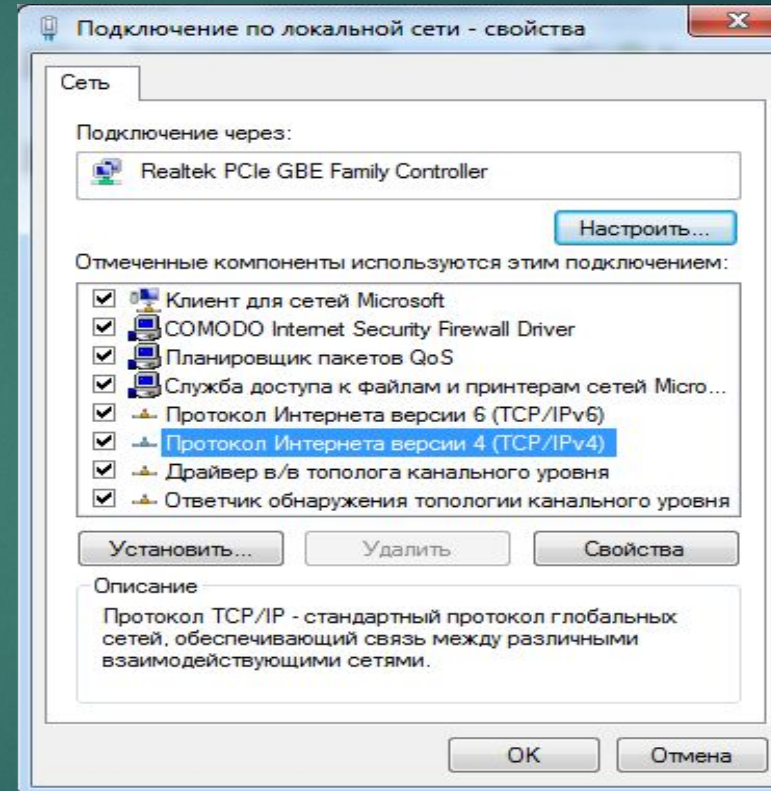 Подключение по локальной сети - свойства
Сеть
Подключение через:
Realtek PCIe GBE Family Controller
Настроить...
Отмеченные компоненты используются этим подключением:
Клиент для сетей Microsoft
COMODO Internet Security Firewall Driver
Планировщик пакетов QoS
Служба доступа к файлам и принтерам сетей Micro...
Протокол Интернета версии 6 (TCP/IPv6)
Протокол Интернета версии 4 (TCP/IPv4)
Драйвер в/в тополога канального уровня
Ответчик обнаружения топологии канального уровня
Установить...
Удалить
Свойства
Описание
Протокол TCP/IP - стандартный протокол глобальных
сетей, обеспечивающий связь между различными
взаимодействующими сетями.
ОК
Отмена